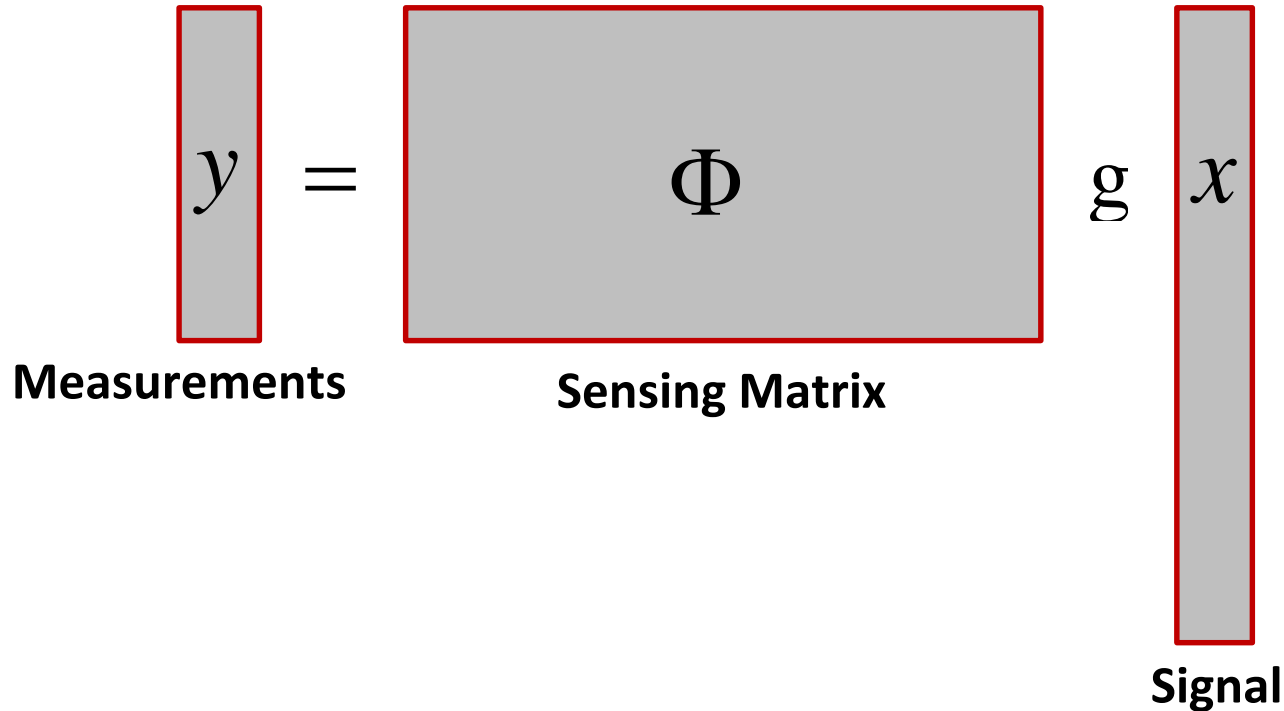 y = Φ g x
Measurements
Sensing Matrix
Signal